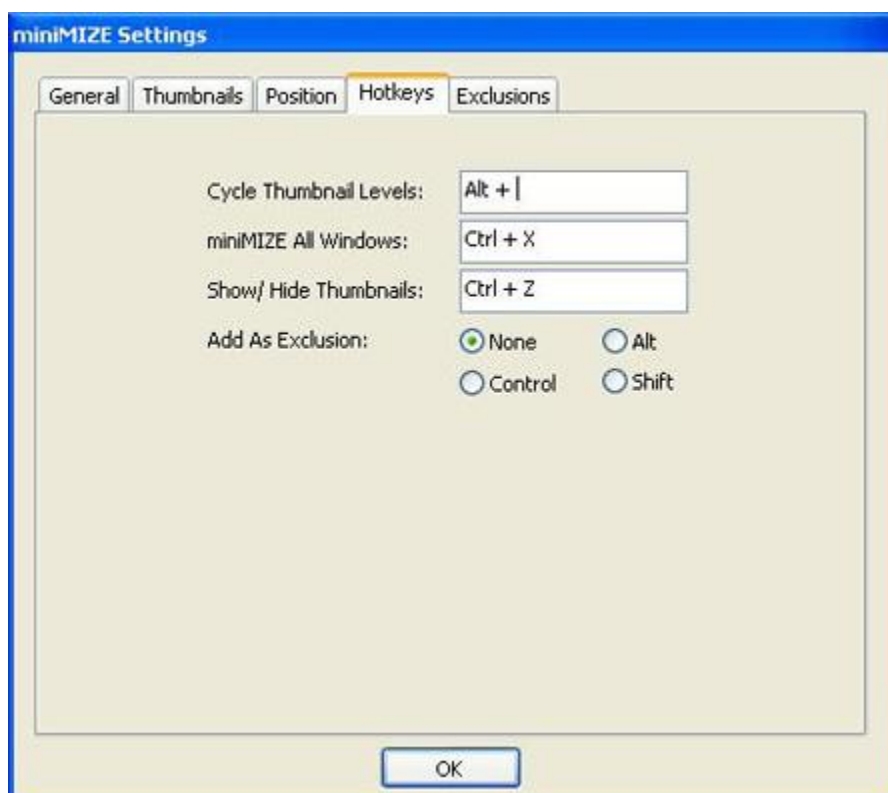 miniMIZE Settings
General Thumbnails Position Hotkeys Exclusions
Cycle Thumbnail Levels: Alt +
miniMIZE All Windows: Ctrl + X
Show/ Hide Thumbnails: Ctrl + Z
Add As Exclusion: None Alt
Control Shift
OK